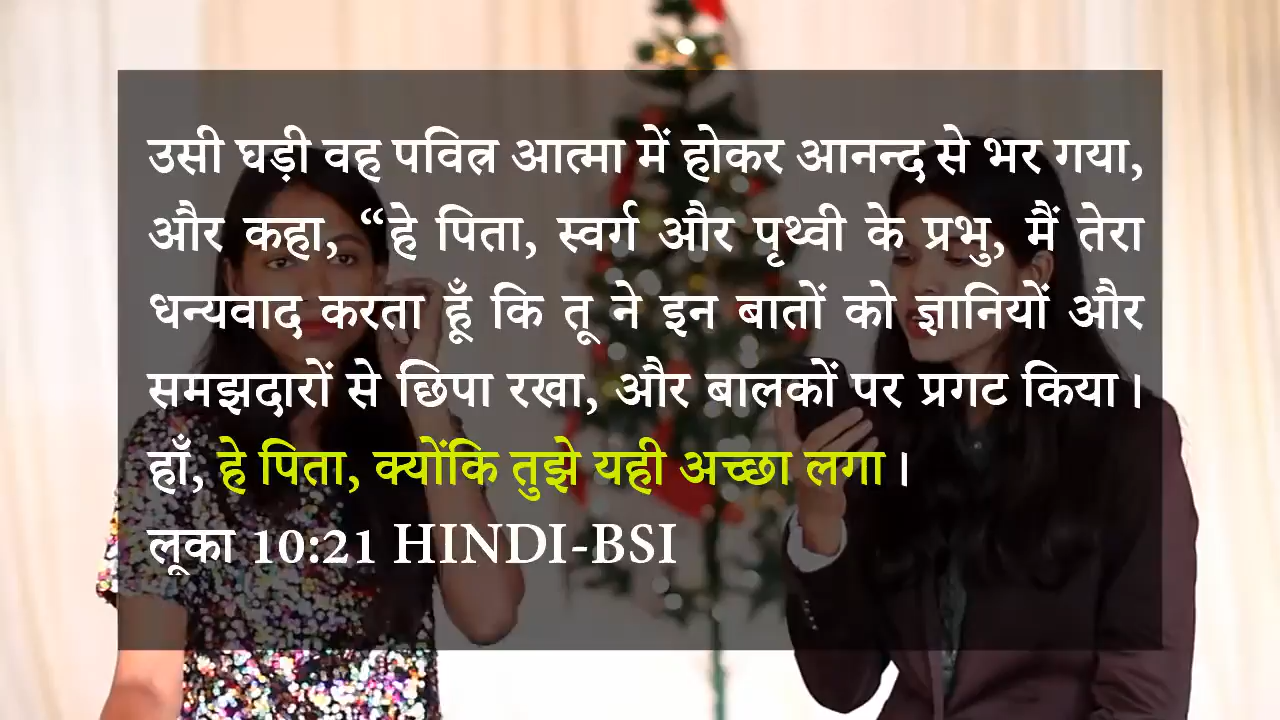 उसी घड़ी वह पवित्र आत्मा में होकर आनन्द से भर गया,
और कहा, “हे पिता, स्वर्ग और पृथ्वी के प्रभु, मैं तेरा
धन्यवाद करता हूँ कि तू ने इन बातों को ज्ञानियों और
समझदारों से छिपा रखा, और बालकों पर प्रगट किया।
हाँ, हे पिता, क्योंकि तुझे यही अच्छा लगा।
लूका 10:21 HINDI-BSI